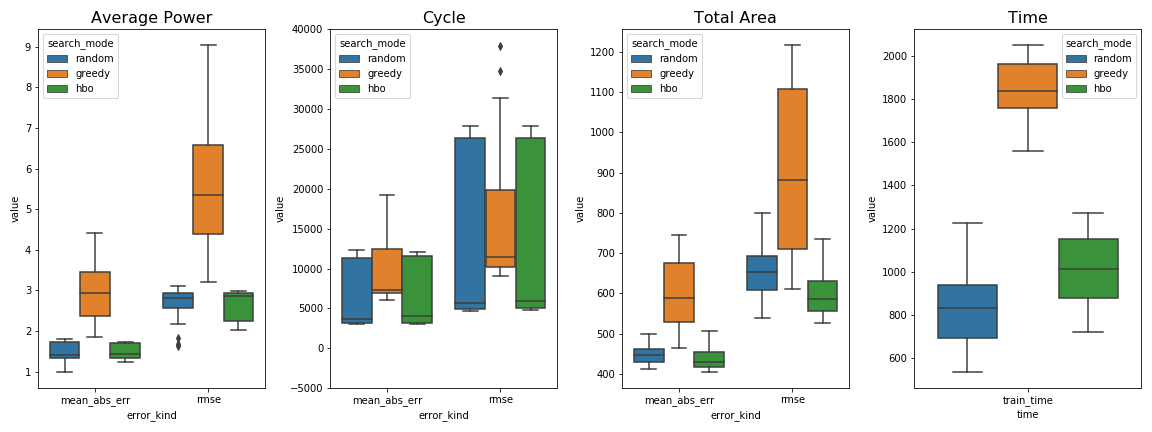 Average Power
search_mode
random
greedy
hbo
9
8
7
6
5
4
3
2
1
value
mean_abs_err
rmse
error_kind
Cycle
search_mode
random
greedy
hbo
40000
35000
30000
25000
20000
15000
10000
5000
0
−5000
value
mean_abs_err
rmse
error_kind
Total Area
search_mode
random
greedy
hbo
1200
1100
1000
900
800
700
600
500
400
value
mean_abs_err
rmse
error_kind
Time
search_mode
random
greedy
hbo
2000
1800
1600
1400
1200
1000
800
600
value
train_time
time